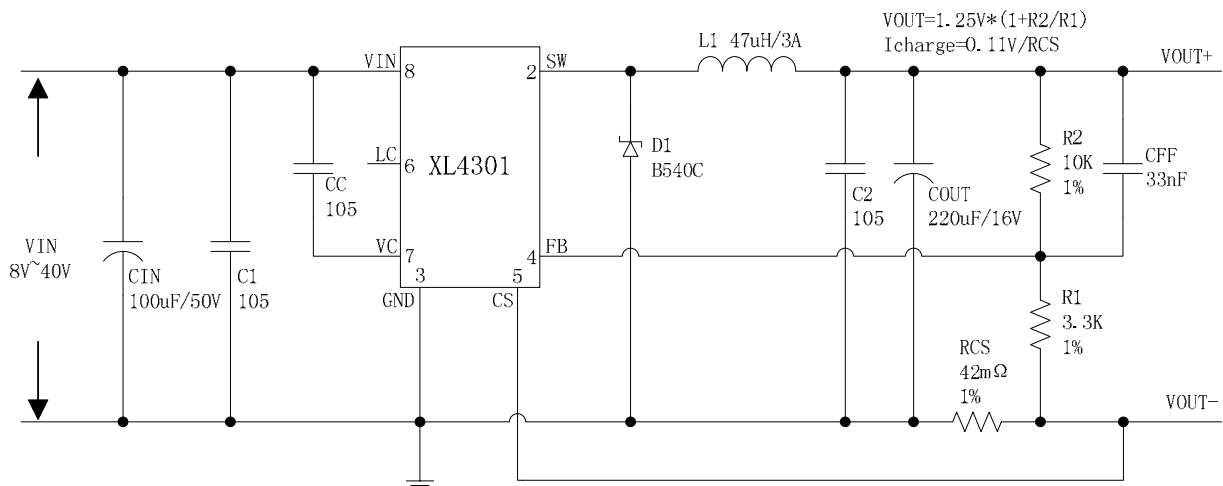 VOUT=1.25V*(1+R2/R1)
Icharge=0.11V/RCS
L1 47uH/3A
VOUT+
VIN
8
2
SW
LC
6
XL4301
CC
105
D1
B540C
C2
105
COUT
220uF/16V
R2
10K
1%
CFF
33nF
VIN
8V~40V
CIN
100uF/50V
C1
105
VC
7
4
FB
3
5
GND
CS
R1
3.3K
1%
RCS
42mΩ
1%
VOUT-